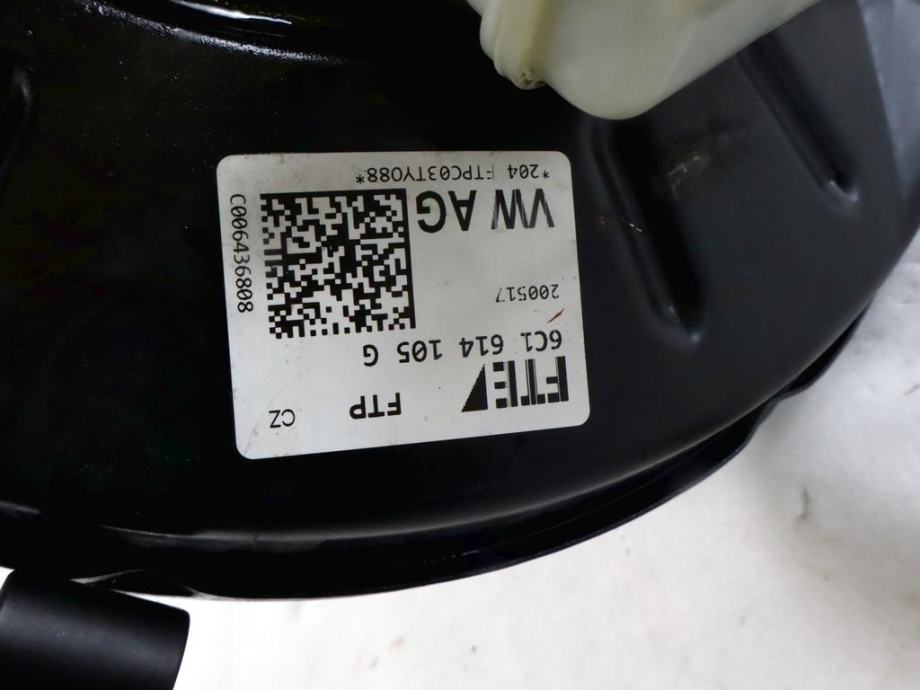 FTE FTP CZ
6C1 614 105 G
200517
VW AG
*204 FTPC03TY088*
C006436808